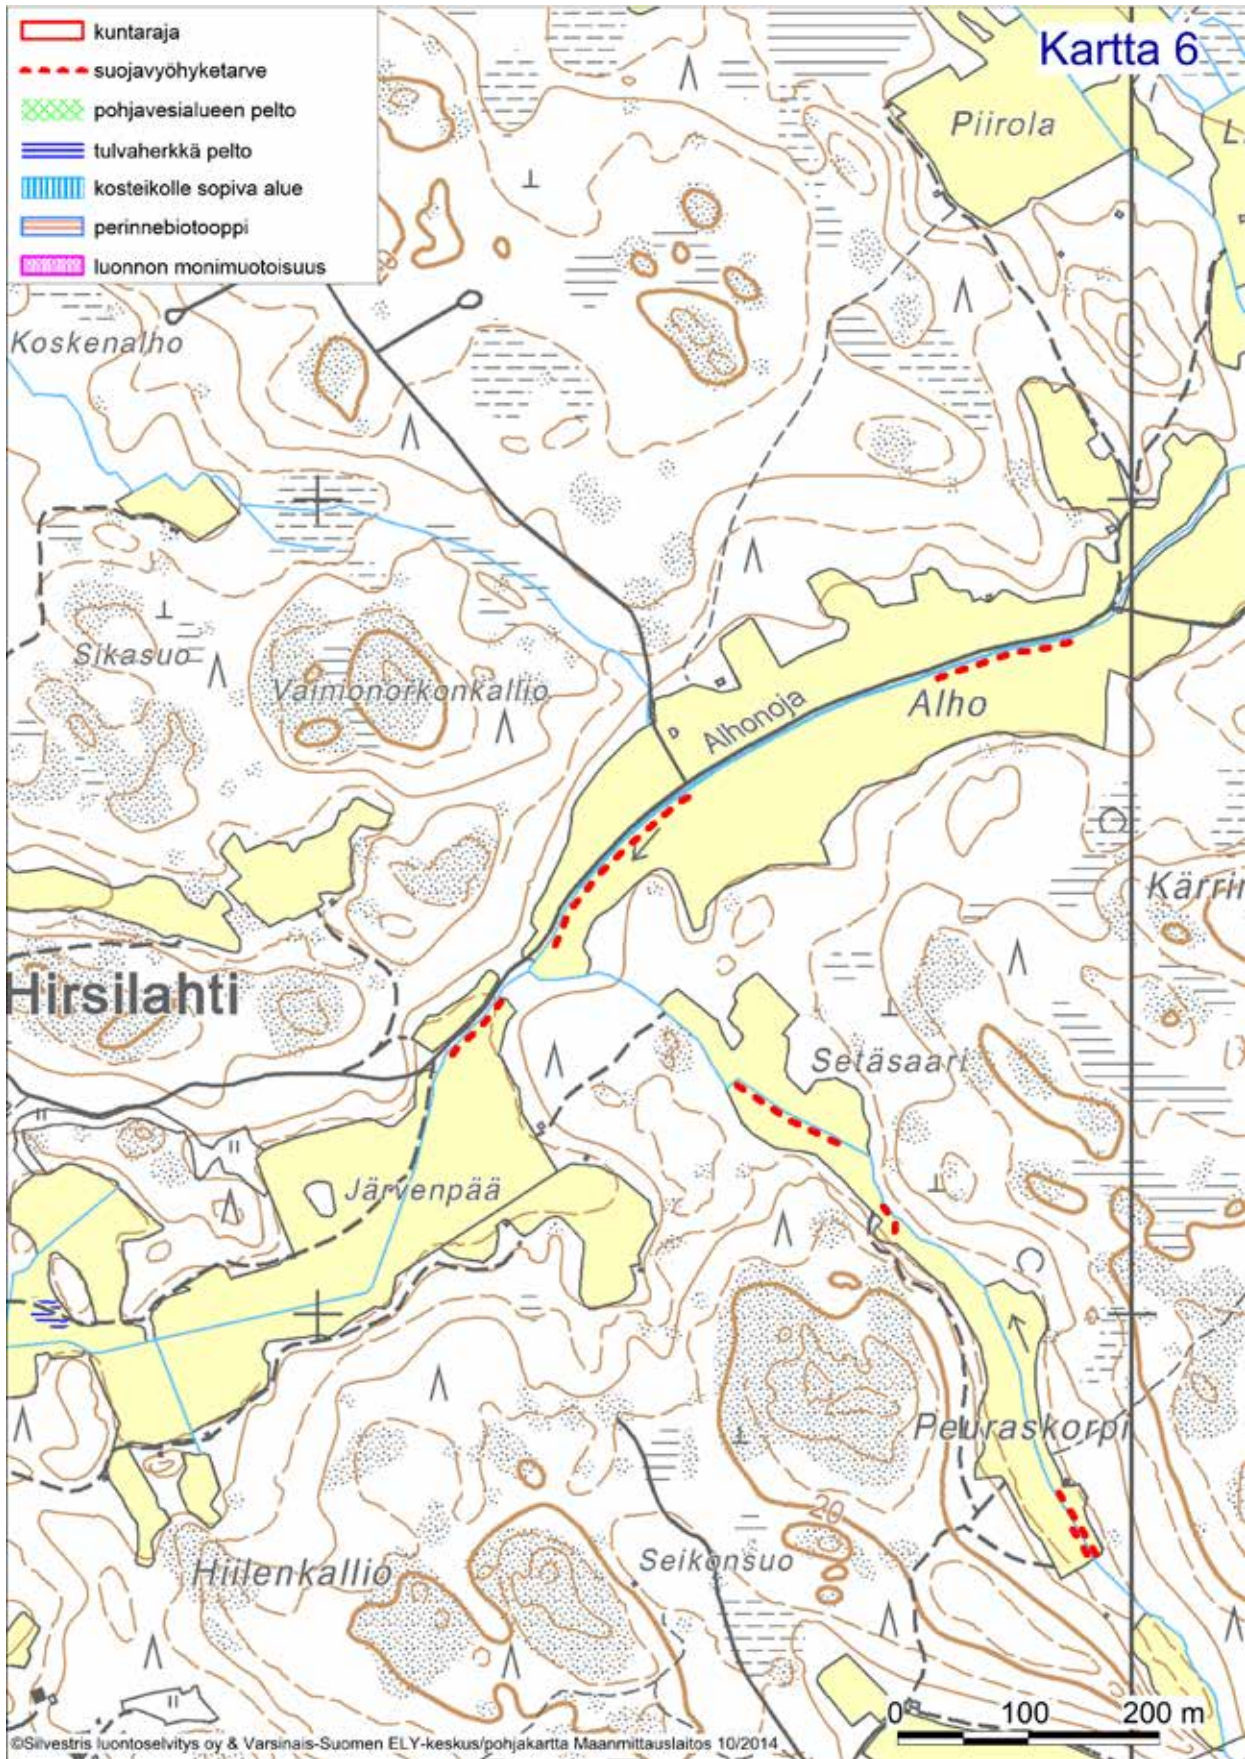 kuntaraja
suojavyöhyketarve
pohjavesialueen pelto
tulvaherkkä pelto
kosteikolle sopiva alue
perinnebiotooppi
luonnon monimuotoisuus
Kartta 6
Piirola
Koskenalho
Sikasuo
Vaimonorkonkallio
Alhonoja
Alho
Kärrin
Hirsilahti
Setäsaari
Järvenpää
Peuraskorpi
20
Seikonsuo
Hiilenkallio
0 100 200 m
©Silvestris luontoselvitys oy & Varsinais-Suomen ELY-keskus/pohjakartta Maanmittauslaitos 10/2014